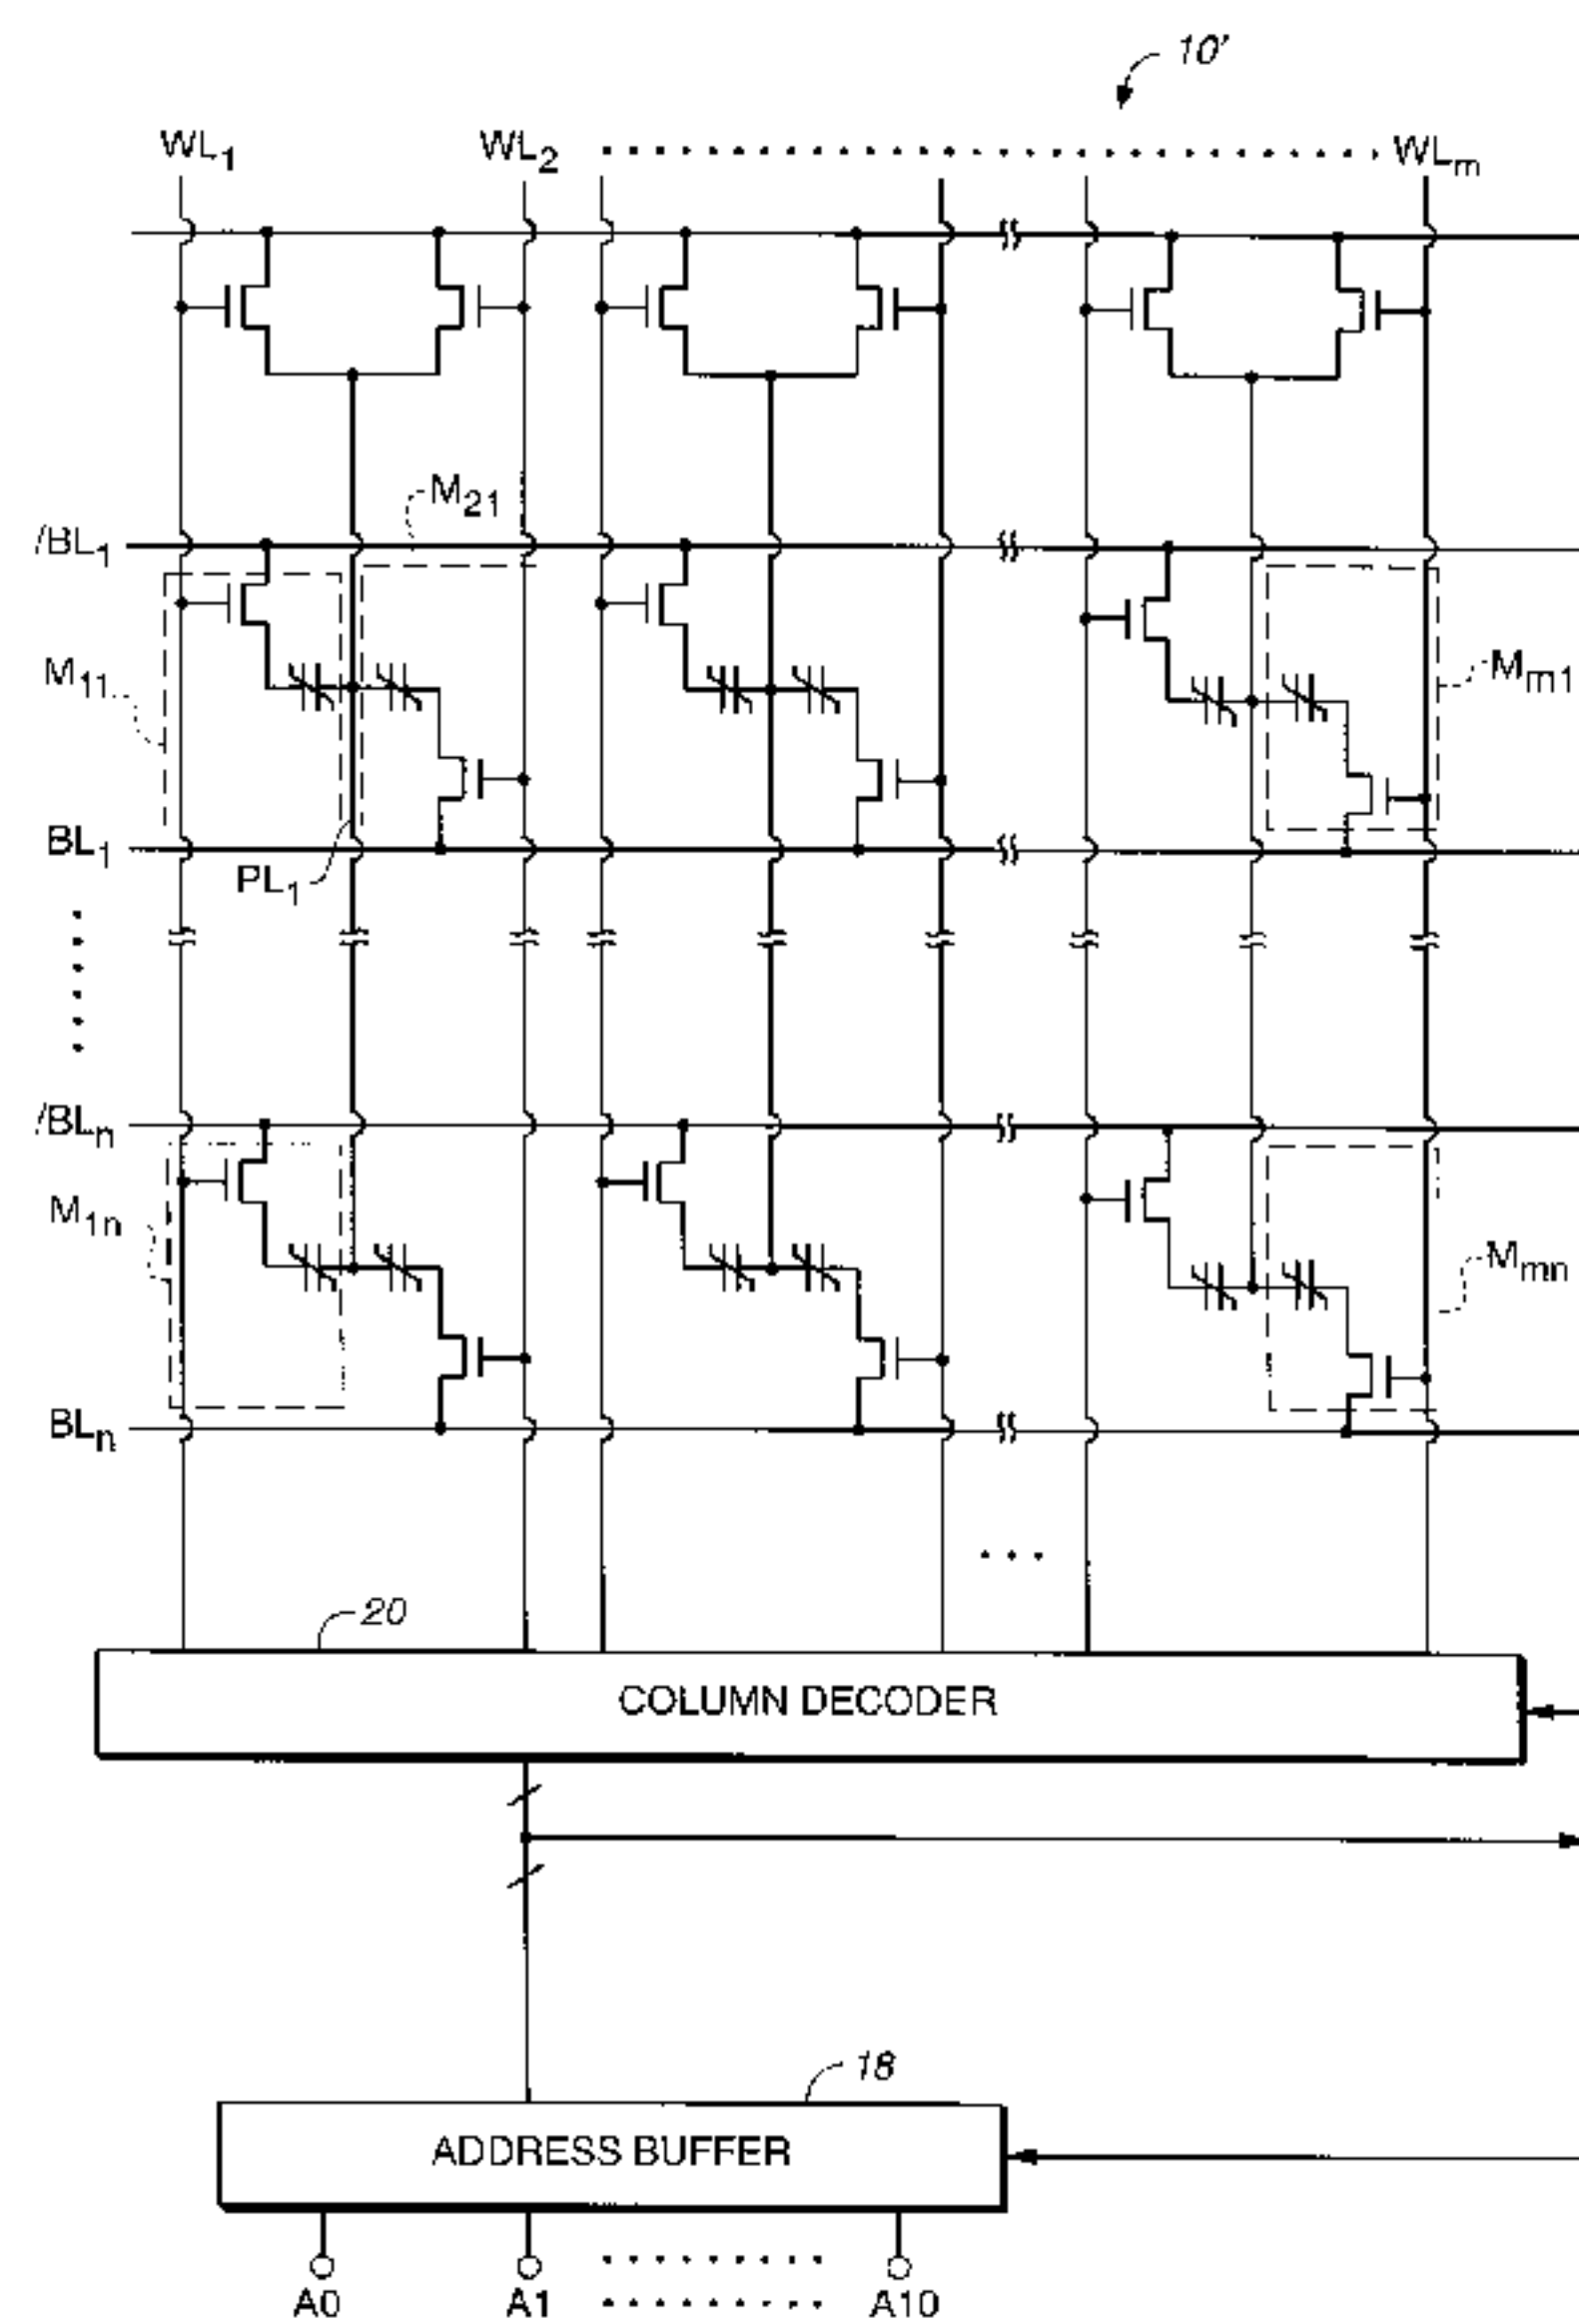 10'
WL1 WL2 WLm
M21
/BL1
M11
Mm1
BL1
PL1
/BLn
M1n
Mmn
BLn
20
COLUMN DECODER
18
ADDRESS BUFFER
A0 A1 A10